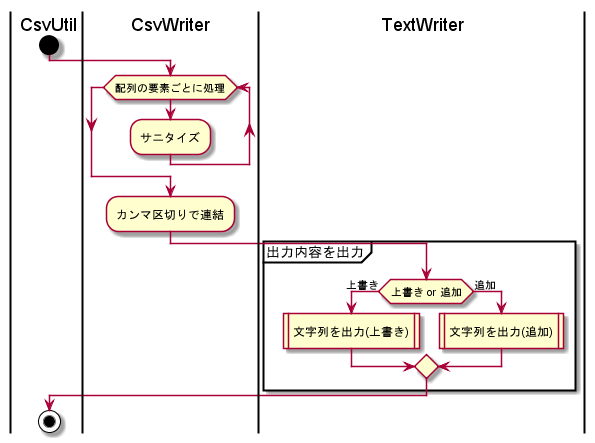 CsvUtil
CsvWriter
TextWriter
配列の要素ごとに処理
サニタイズ
カンマ区切りで連結
出力内容を出力
上書き
上書き or 追加
追加
文字列を出力(上書き)
文字列を出力(追加)